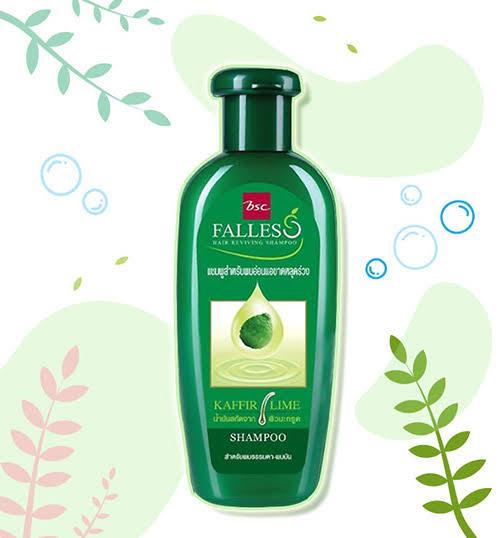 bsc
FALLESS
HAIR REVIVING SHAMPOO
แชมพูสำหรับผมอ่อนแอขาดหลุดร่วง
KAFFIR LIME
น้ำมันสกัดจาก ผิวมะกรูด
SHAMPOO
สำหรับผมธรรมดา-ผมมัน